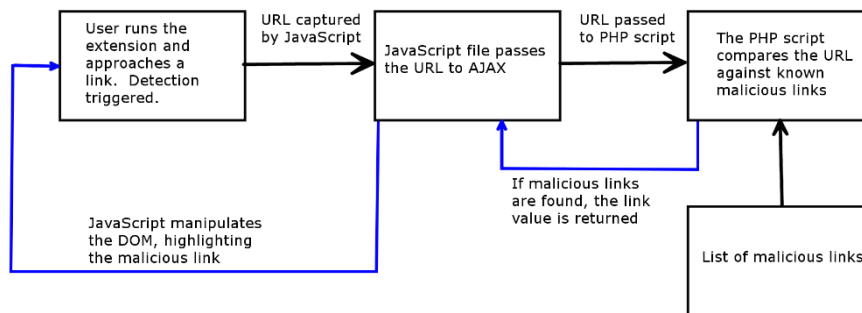 User runs the
extension and
approaches a
link. Detection
triggered.
URL captured
by JavaScript
JavaScript file passes
the URL to AJAX
URL passed
to PHP script
The PHP script
compares the URL
against known
malicious links
If malicious links
are found, the link
value is returned
JavaScript manipulates
the DOM, highlighting
the malicious link
List of malicious links